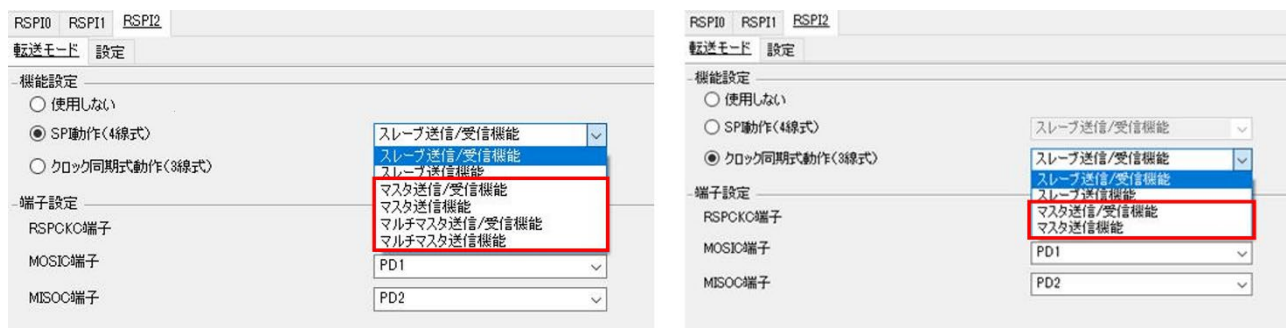 RSPI0 RSPI1 RSPI2
転送モード 設定
機能設定
使用しない
SPI動作(4線式) スレーブ送信/受信機能
スレーブ送信/受信機能
クロック同期式動作(3線式) スレーブ送信機能
マスタ送信/受信機能
マスタ送信機能
マルチマスタ送信/受信機能
マルチマスタ送信機能
端子設定
RSPCKC端子
MOSIC端子 PD1
MISOC端子 PD2
RSPI0 RSPI1 RSPI2
転送モード 設定
機能設定
使用しない
SPI動作(4線式) スレーブ送信/受信機能
クロック同期式動作(3線式) スレーブ送信/受信機能
スレーブ送信/受信機能
スレーブ送信機能
マスタ送信/受信機能
マスタ送信機能
端子設定
RSPCKC端子
MOSIC端子 PD1
MISOC端子 PD2